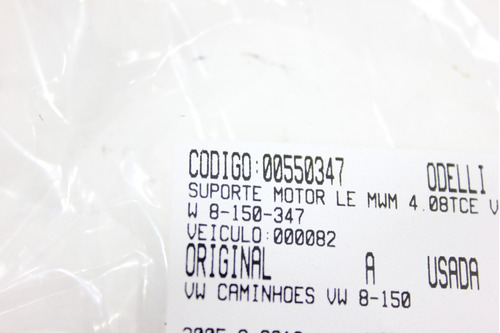 CODIGO:00550347 ODELLI
SUPORTE MOTOR LE MWM 4.08TCE V
W 8-150-347
VEICULO:000082
ORIGINAL A USADA
VW CAMINHOES VW 8-150